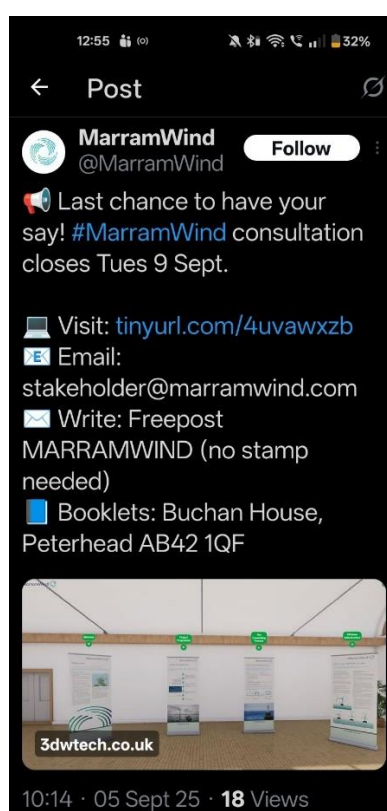 12:55
32%
Post
MarramWind
@MarramWind
Follow
📢 Last chance to have your
say! #MarramWind consultation
closes Tues 9 Sept.
💻 Visit: tinyurl.com/4uvawxzb
📧 Email:
stakeholder@marramwind.com
✉️ Write: Freepost
MARRAMWIND (no stamp
needed)
📘 Booklets: Buchan House,
Peterhead AB42 1QF
3dwtech.co.uk
10:14 · 05 Sept 25 · 18 Views